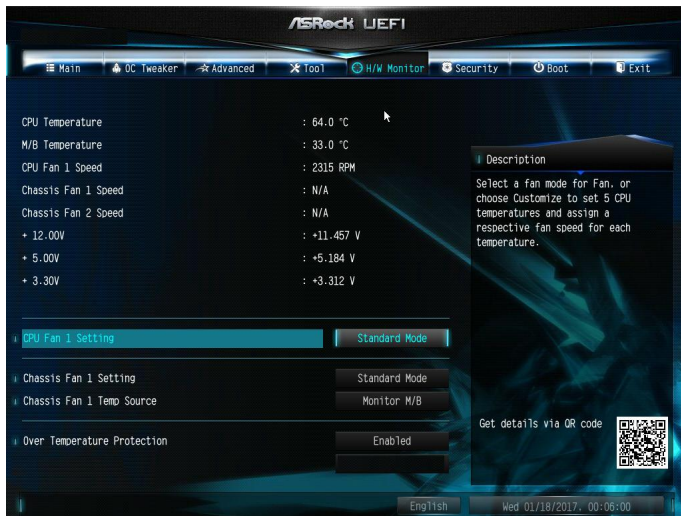 ASRock UEFI
Main OC Tweaker Advanced Tool H/W Monitor Security Boot Exit
CPU Temperature : 64.0 °C
M/B Temperature : 33.0 °C
CPU Fan 1 Speed : 2315 RPM
Chassis Fan 1 Speed : N/A
Chassis Fan 2 Speed : N/A
+ 12.00V : +11.457 V
+ 5.00V : +5.184 V
+ 3.30V : +3.312 V
CPU Fan 1 Setting Standard Mode
Chassis Fan 1 Setting Standard Mode
Chassis Fan 1 Temp Source Monitor M/B
Over Temperature Protection Enabled
Description
Select a fan mode for Fan. or
choose Customize to set 5 CPU
temperatures and assign a
respective fan speed for each
temperature.
Get details via QR code
English Wed 01/18/2017. 00:06:00